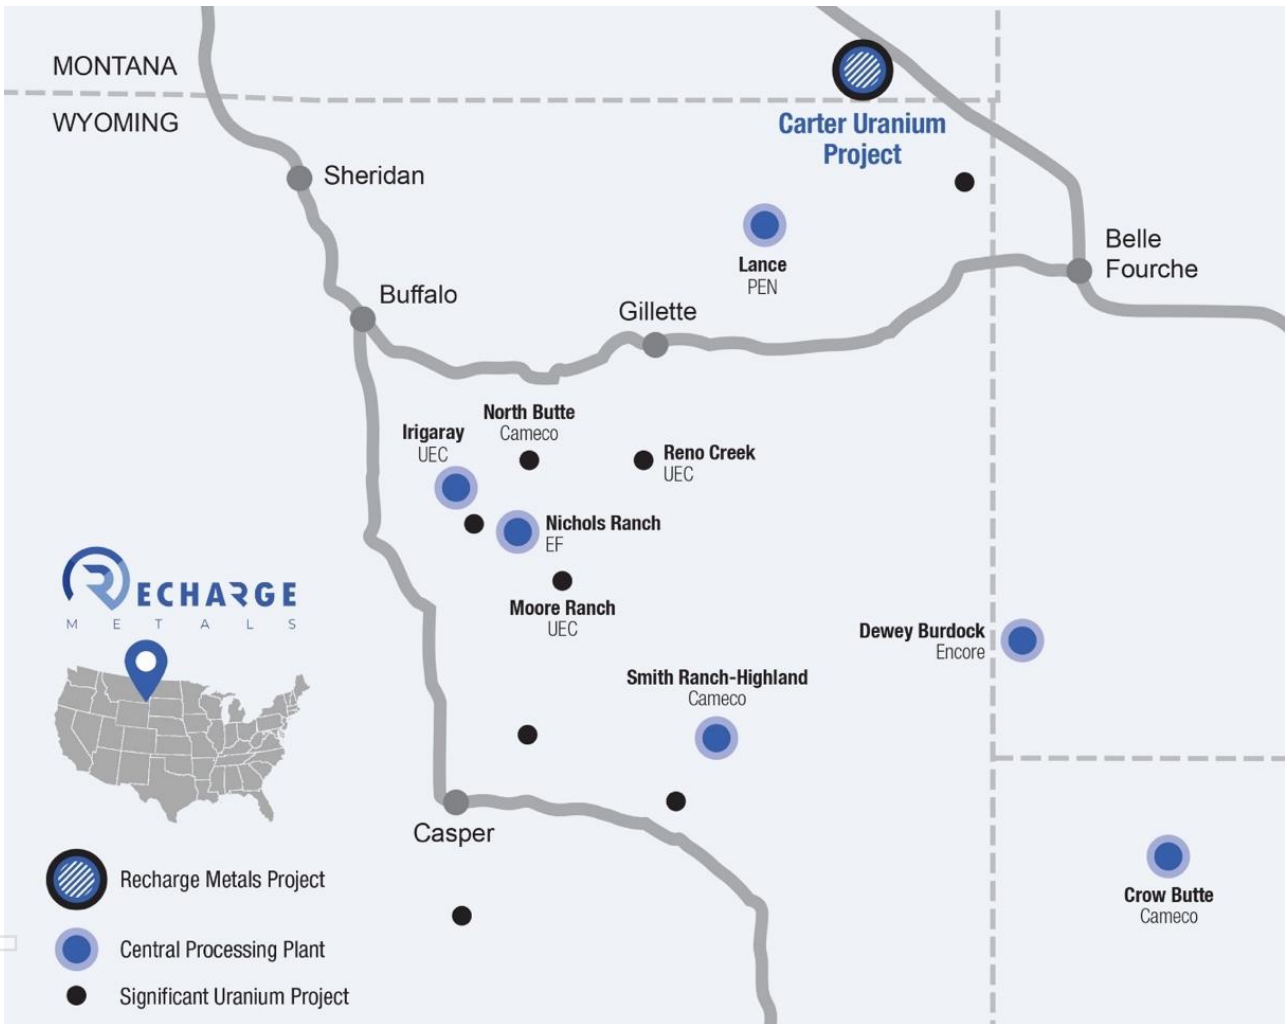 MONTANA
WYOMING
Carter Uranium
Project
Sheridan
Lance
PEN
Belle
Fourche
Buffalo
Gillette
North Butte
Cameco
Irigaray
UEC
Reno Creek
UEC
Nichols Ranch
EF
Moore Ranch
UEC
RECHARGE
METALS
Dewey Burdock
Encore
Smith Ranch-Highland
Cameco
Casper
Crow Butte
Cameco
Recharge Metals Project
Central Processing Plant
Significant Uranium Project